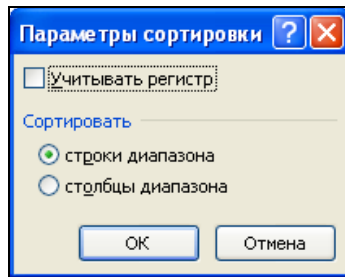 Параметры сортировки
Учитывать регистр
Сортировать
строки диапазона
столбцы диапазона
ОК Отмена